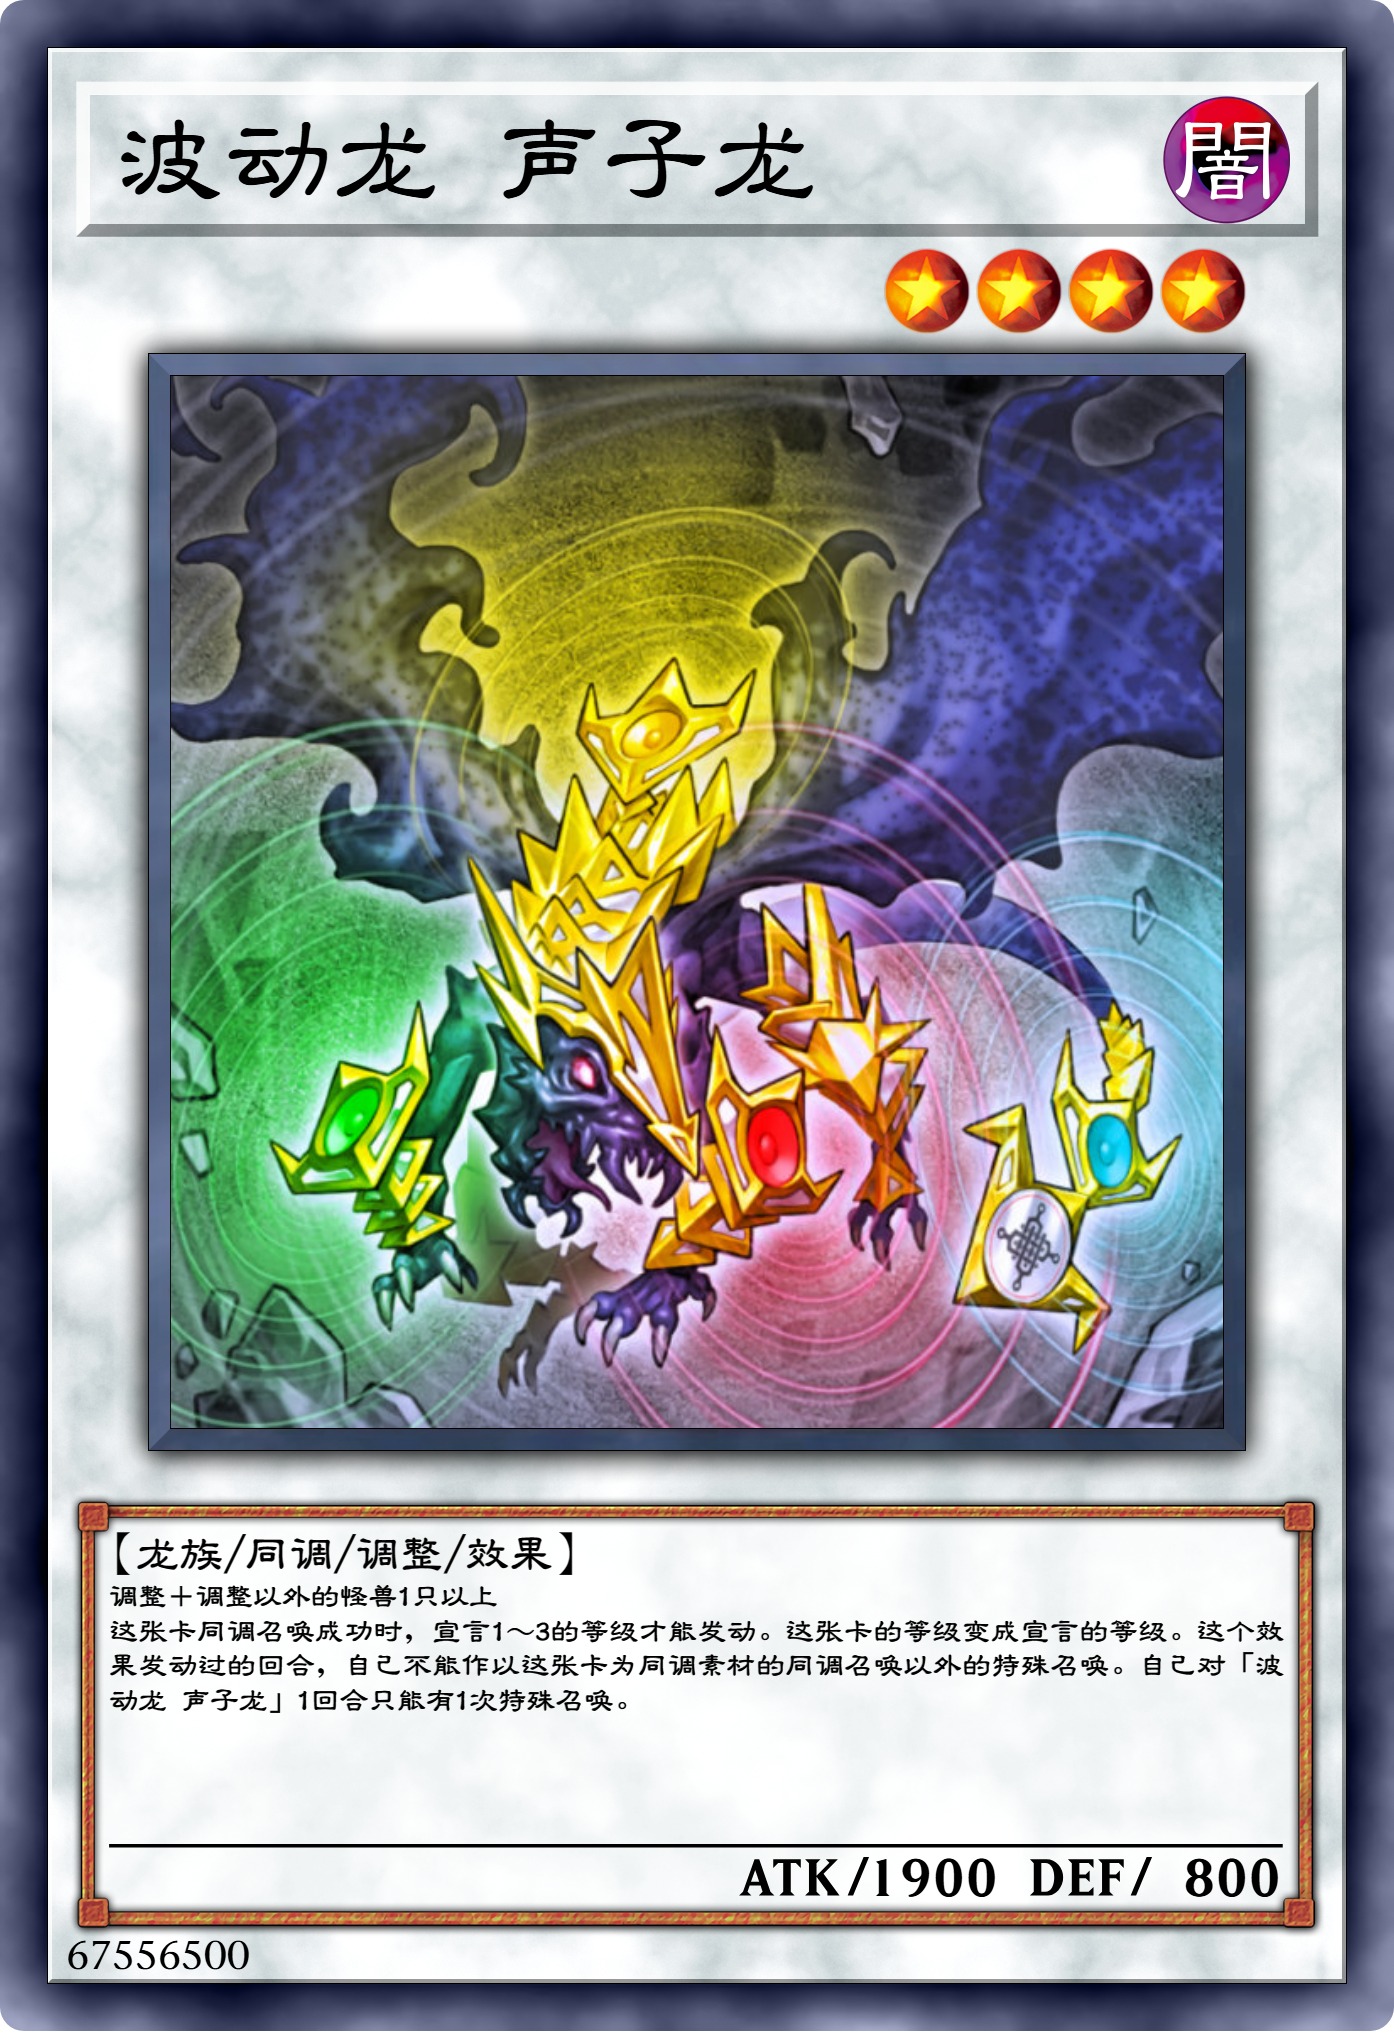 波动龙 声子龙
闇
【龙族/同调/调整/效果】
调整＋调整以外的怪兽1只以上
这张卡同调召唤成功时，宣言1～3的等级才能发动。这张卡的等级变成宣言的等级。这个效
果发动过的回合，自己不能作以这张卡为同调素材的同调召唤以外的特殊召唤。自己对「波
动龙 声子龙」1回合只能有1次特殊召唤。
ATK/1900 DEF/ 800
67556500